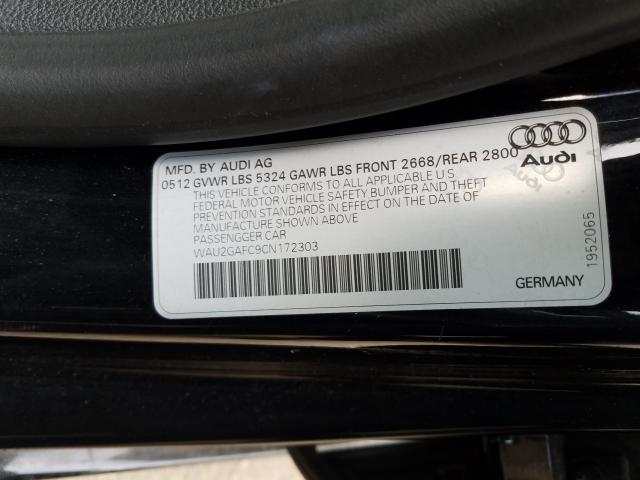 MFD. BY AUDI AG
0512 GVWR LBS 5324 GAWR LBS FRONT 2668/REAR 2800
THIS VEHICLE CONFORMS TO ALL APPLICABLE U S
FEDERAL MOTOR VEHICLE SAFETY BUMPER AND THEFT
PREVENTION STANDARDS IN EFFECT ON THE DATE OF
MANUFACTURE SHOWN ABOVE
PASSENGGER CAR
WAU2GAFC9CN172303
Audi
Audi
1952065
GERMANY